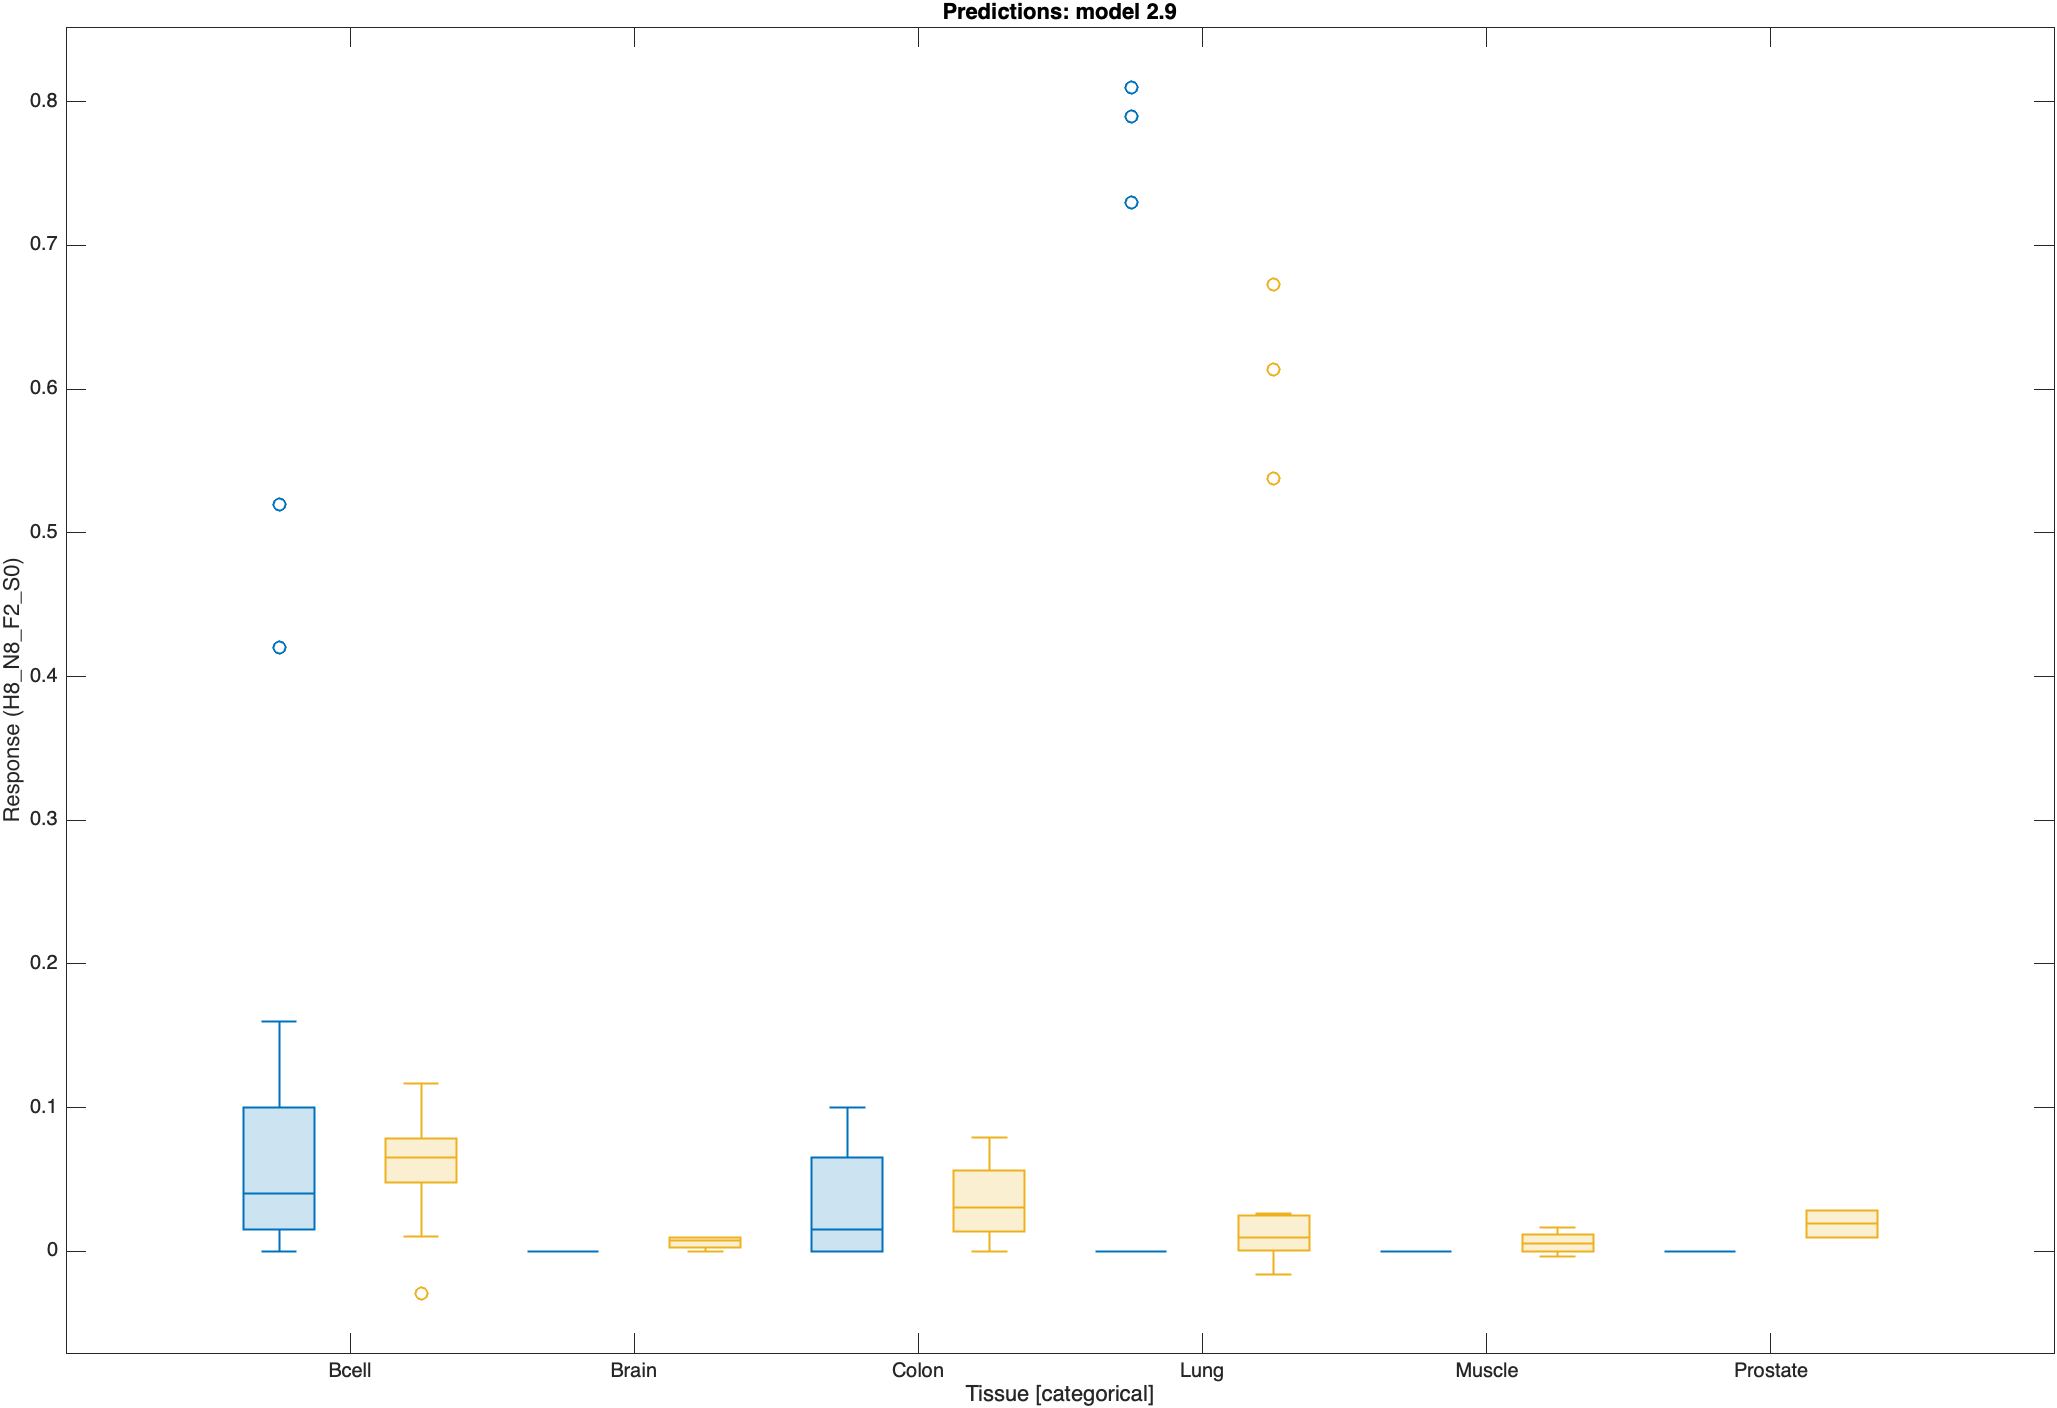 Predictions: model 2.9
Response (H8_N8_F2_S0)
0.8
0.7
0.6
0.5
0.4
0.3
0.2
0.1
0
Bcell Brain Colon Lung Muscle Prostate
Tissue [categorical]